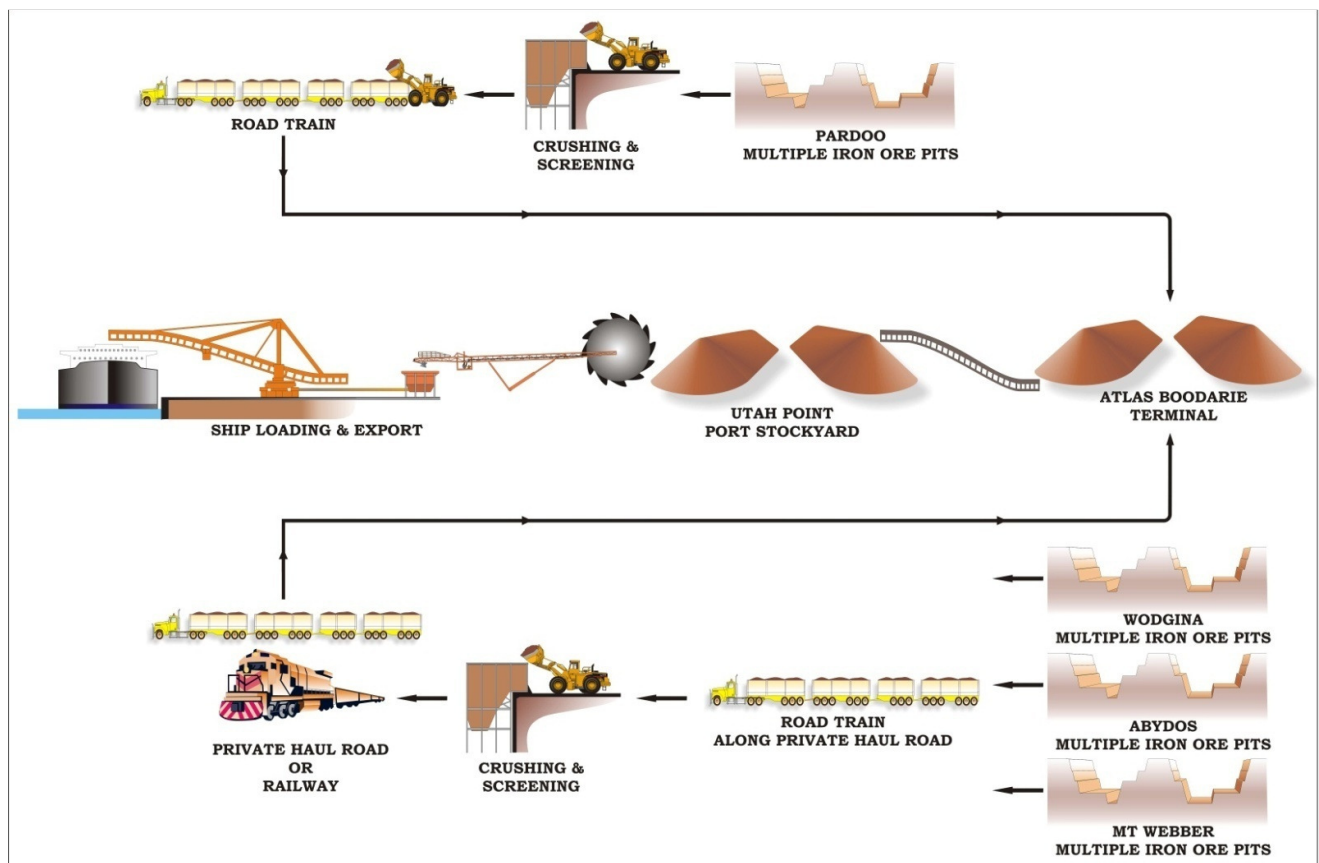 ROAD TRAIN
CRUSHING &
SCREENING
PARDOO
MULTIPLE IRON ORE PITS
SHIP LOADING & EXPORT
UTAH POINT
PORT STOCKYARD
ATLAS BOODARIE
TERMINAL
WODGINA
MULTIPLE IRON ORE PITS
PRIVATE HAUL ROAD
OR
RAILWAY
CRUSHING &
SCREENING
ROAD TRAIN
ALONG PRIVATE HAUL ROAD
ABYDOS
MULTIPLE IRON ORE PITS
MT WEBBER
MULTIPLE IRON ORE PITS